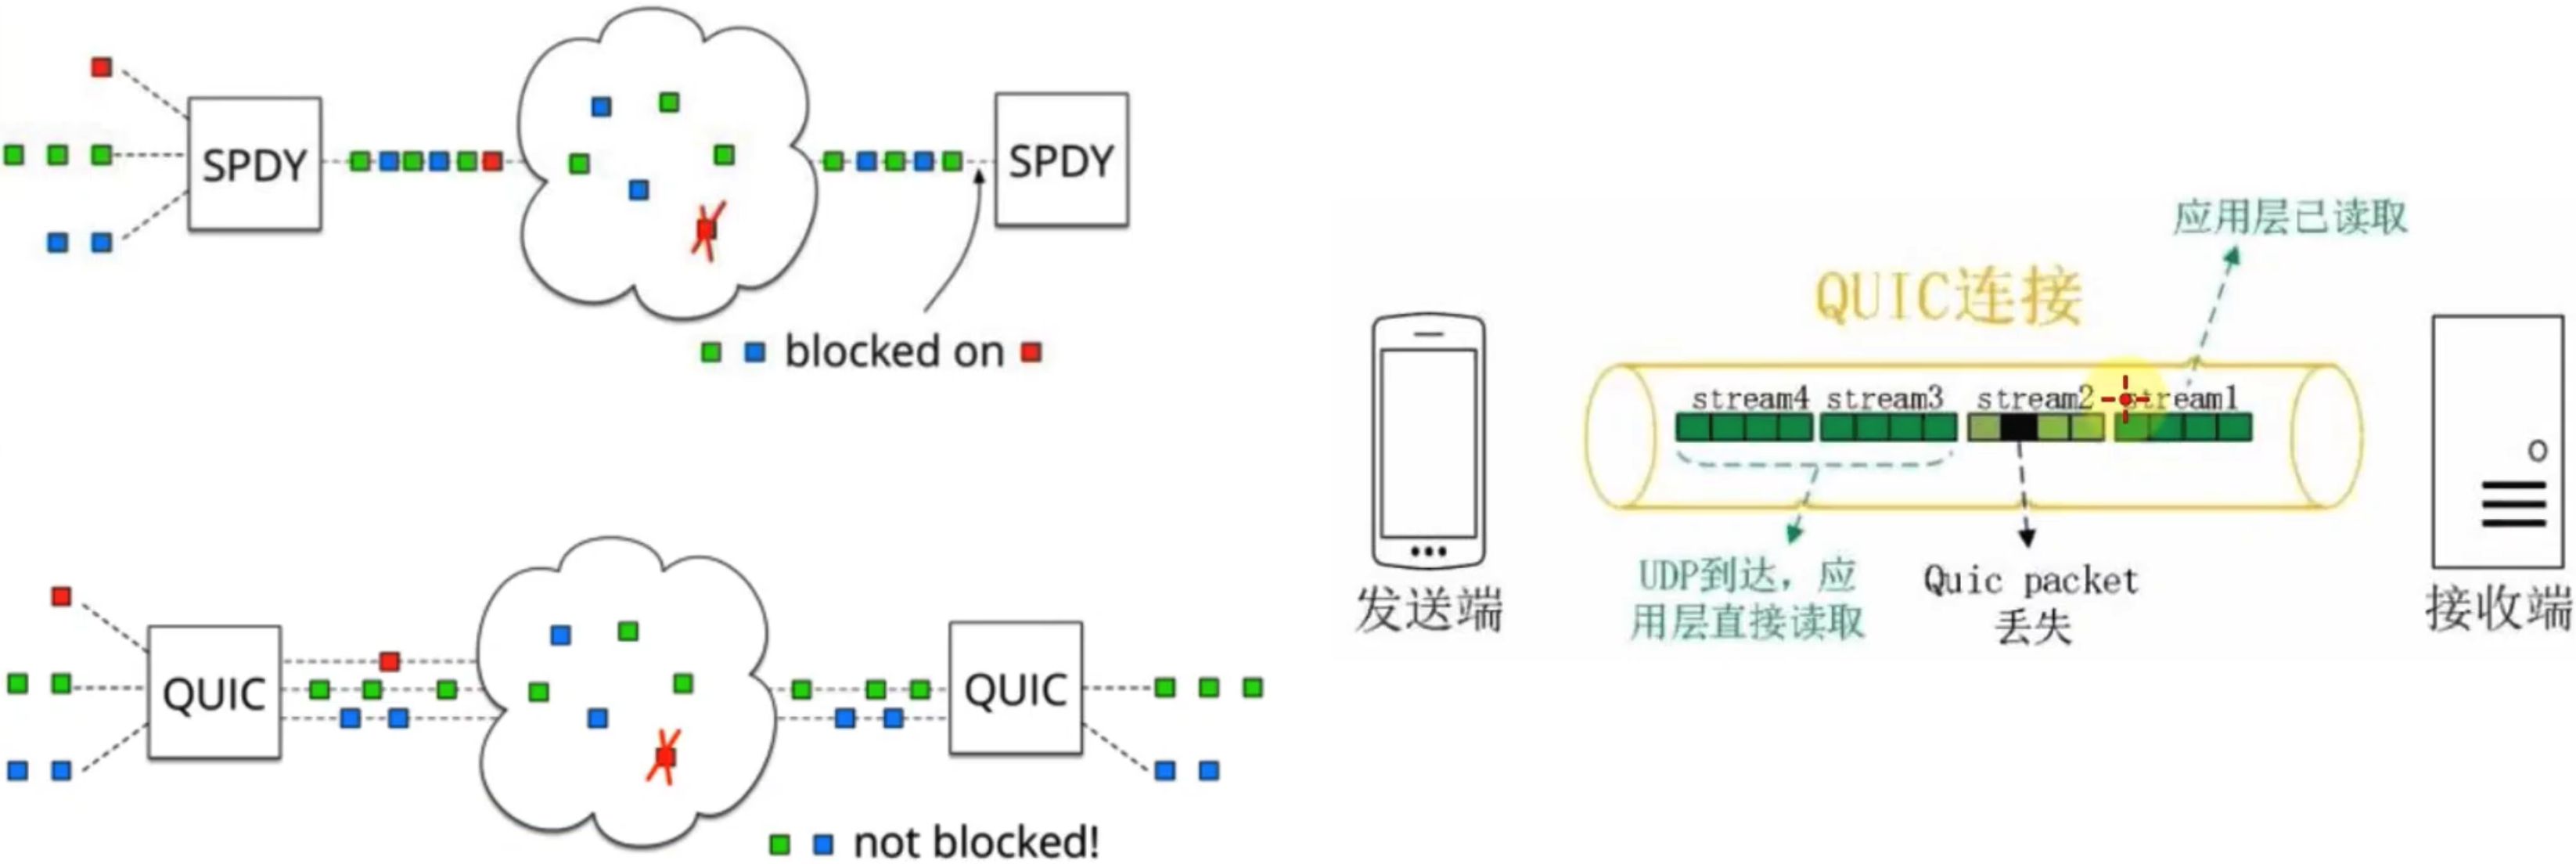 SPDY
SPDY
blocked on
QUIC
QUIC
not blocked!
应用层已读取
QUIC连接
stream4 stream3 stream2 stream1
UDP到达，应
用层直接读取
Quic packet
丢失
发送端
接收端